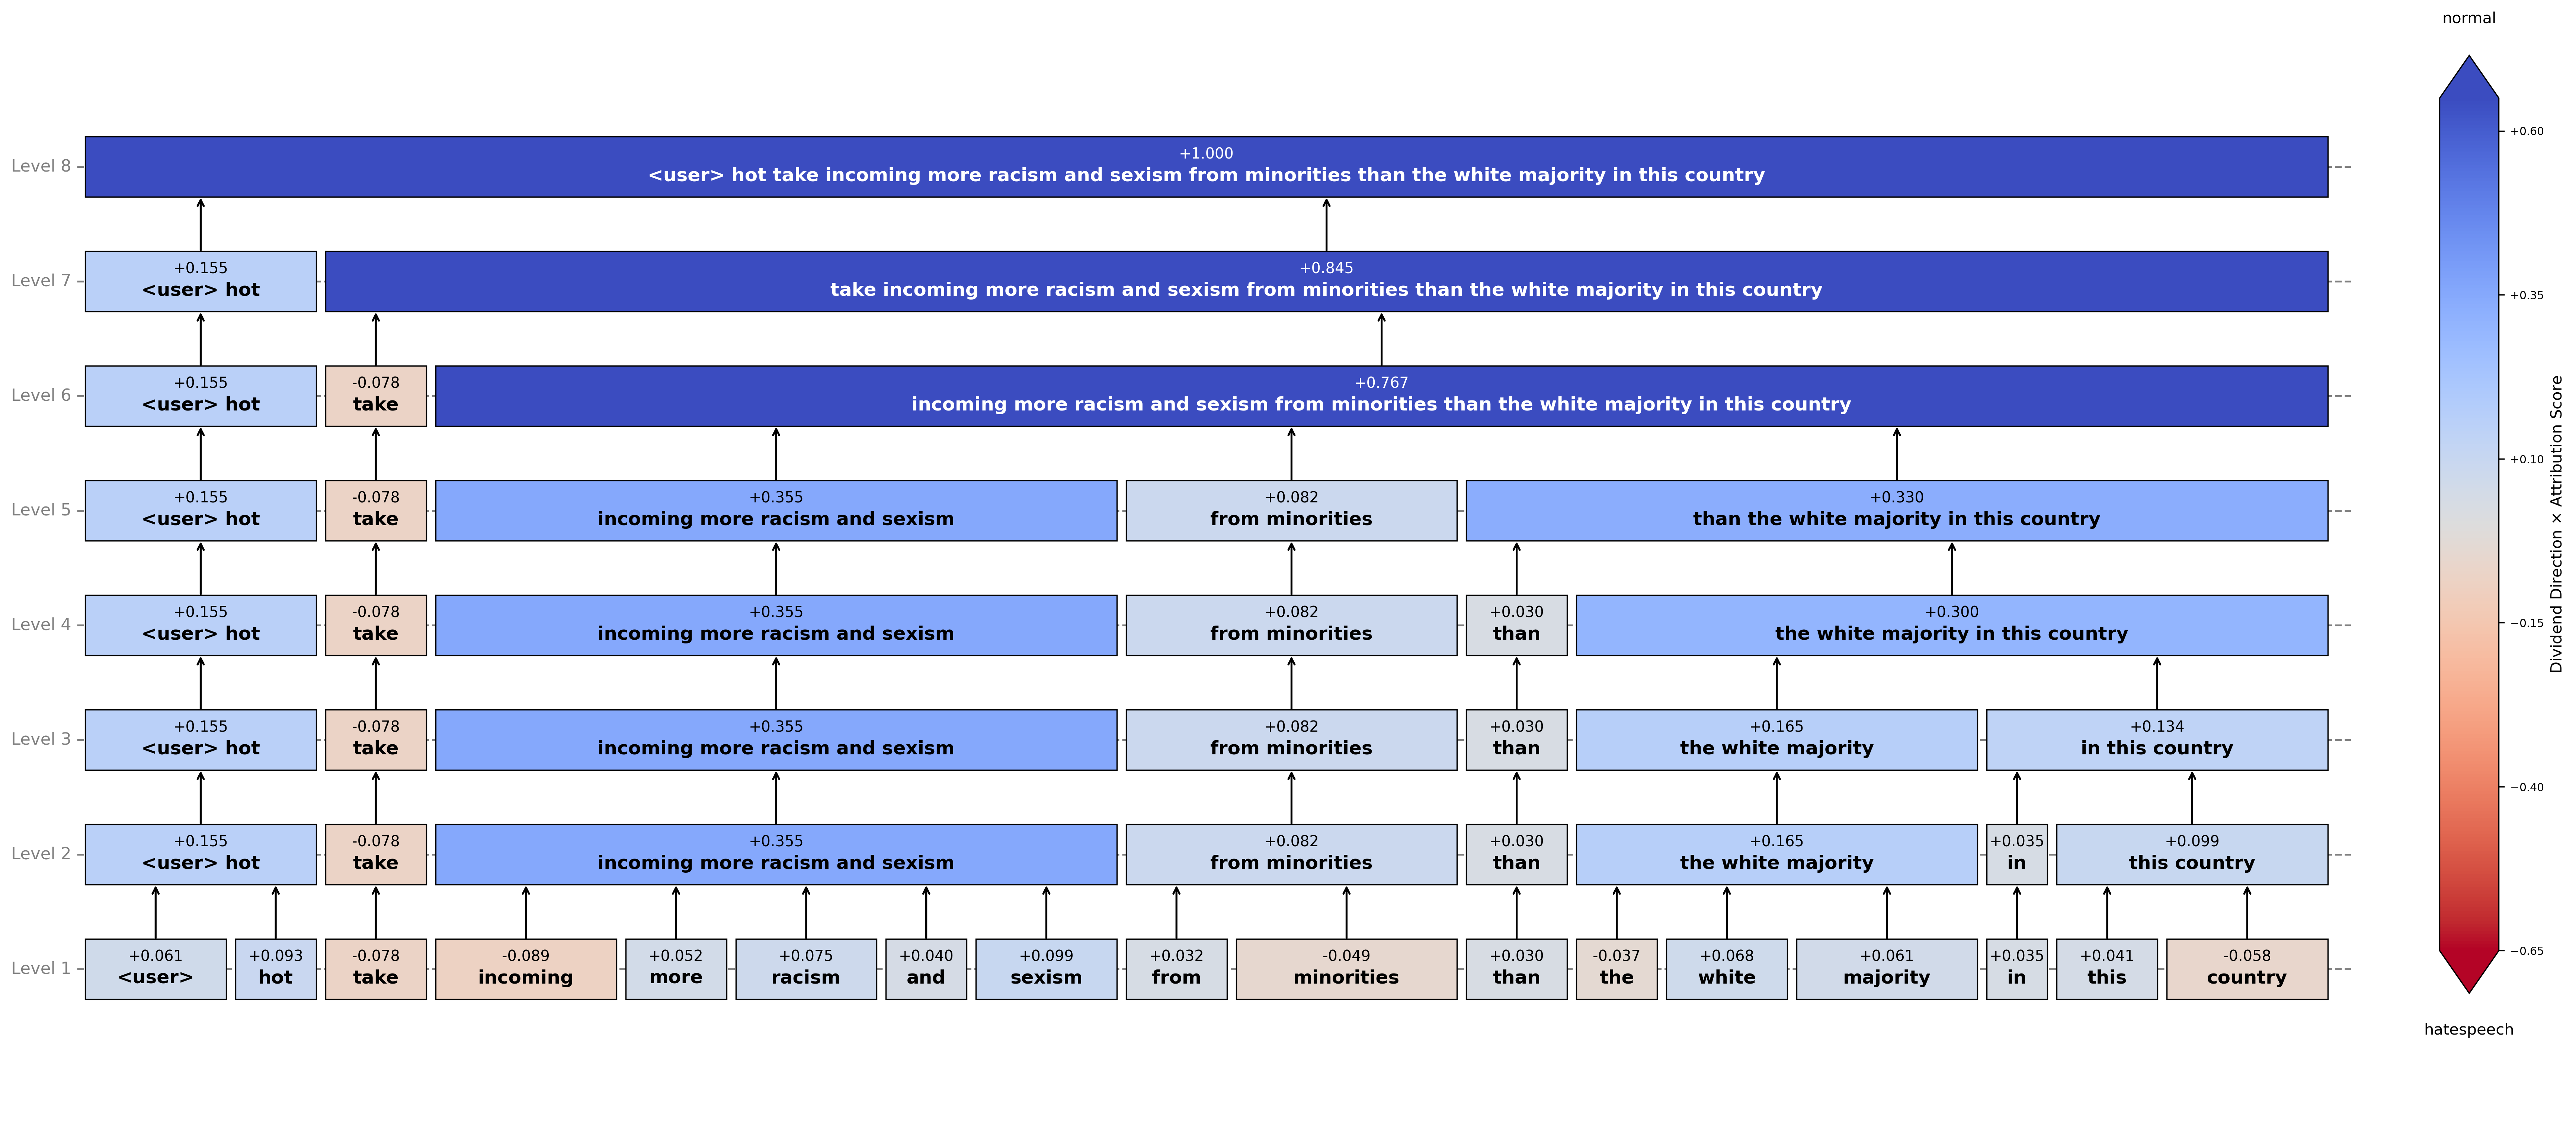 normal
Level 8
+1.000
<user> hot take incoming more racism and sexism from minorities than the white majority in this country
Level 7
+0.155
<user> hot
+0.845
take incoming more racism and sexism from minorities than the white majority in this country
Level 6
+0.155
<user> hot
-0.078
take
+0.767
incoming more racism and sexism from minorities than the white majority in this country
Level 5
+0.155
<user> hot
-0.078
take
+0.355
incoming more racism and sexism
+0.082
from minorities
+0.330
than the white majority in this country
Level 4
+0.155
<user> hot
-0.078
take
+0.355
incoming more racism and sexism
+0.082
from minorities
+0.030
than
+0.300
the white majority in this country
Level 3
+0.155
<user> hot
-0.078
take
+0.355
incoming more racism and sexism
+0.082
from minorities
+0.030
than
+0.165
the white majority
+0.134
in this country
Level 2
+0.155
<user> hot
-0.078
take
+0.355
incoming more racism and sexism
+0.082
from minorities
+0.030
than
+0.165
the white majority
+0.035
in
+0.099
this country
Level 1
+0.061
<user>
+0.093
hot
-0.078
take
-0.089
incoming
+0.052
more
+0.075
racism
+0.040
and
+0.099
sexism
+0.032
from
-0.049
minorities
+0.030
than
-0.037
the
+0.068
white
+0.061
majority
+0.035
in
+0.041
this
-0.058
country
+0.60
+0.35
+0.10
−0.15
−0.40
−0.65
Dividend Direction × Attribution Score
hatespeech